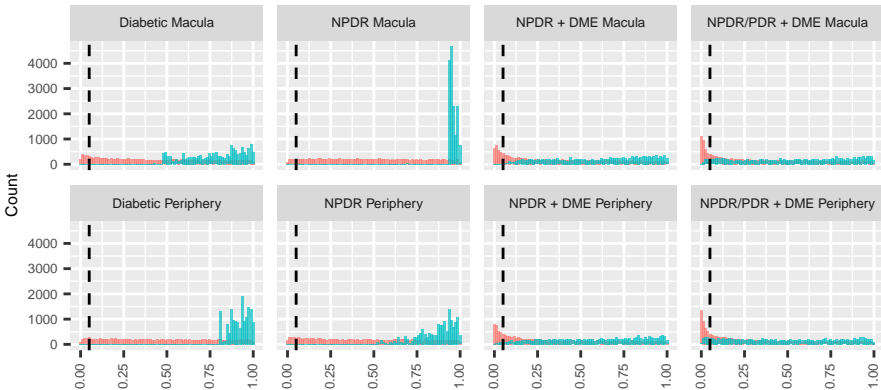 Diabetic Macula NPDR Macula NPDR + DME Macula NPDR/PDR + DME Macula
4000
3000
2000
1000
0
Count
Diabetic Periphery NPDR Periphery NPDR + DME Periphery NPDR/PDR + DME Periphery
4000
3000
2000
1000
0
0.00 0.25 0.50 0.75 1.00 0.00 0.25 0.50 0.75 1.00 0.00 0.25 0.50 0.75 1.00 0.00 0.25 0.50 0.75 1.00